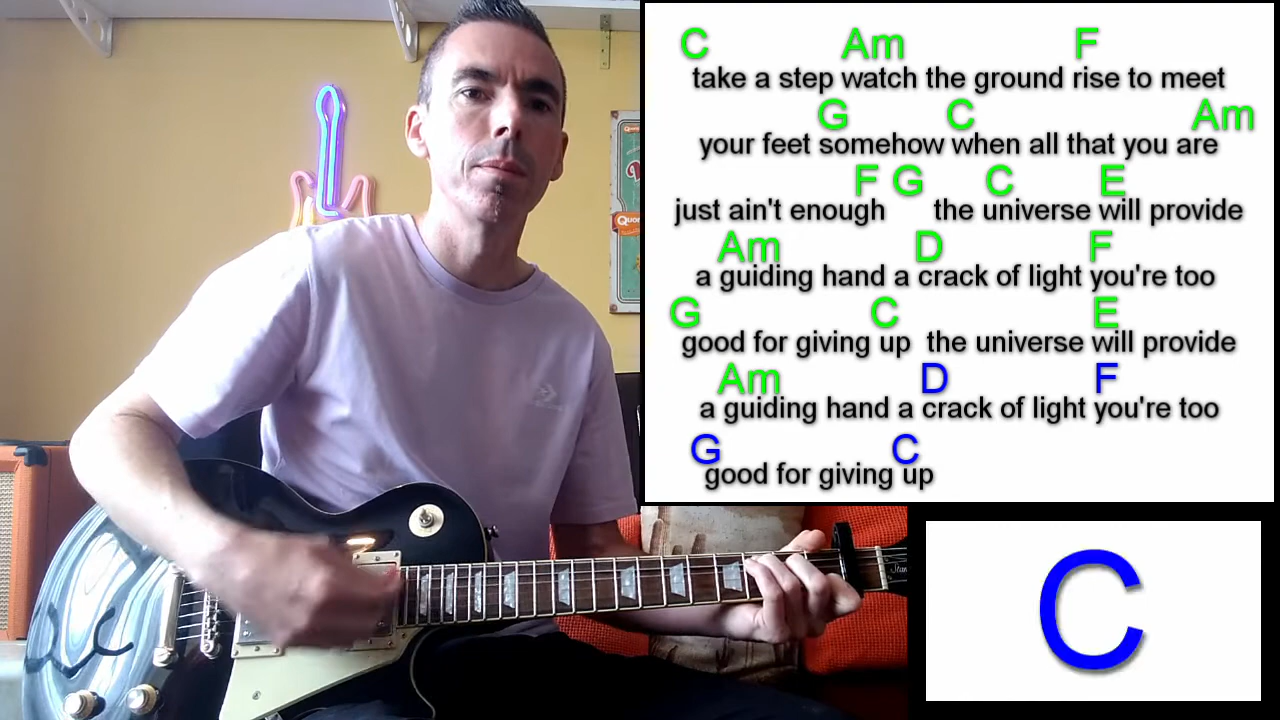 C Am F
take a step watch the ground rise to meet
G C Am
your feet somehow when all that you are
F G C E
just ain't enough the universe will provide
Am D F
a guiding hand a crack of light you're too
G C E
good for giving up the universe will provide
Am D F
a guiding hand a crack of light you're too
G C
good for giving up
C